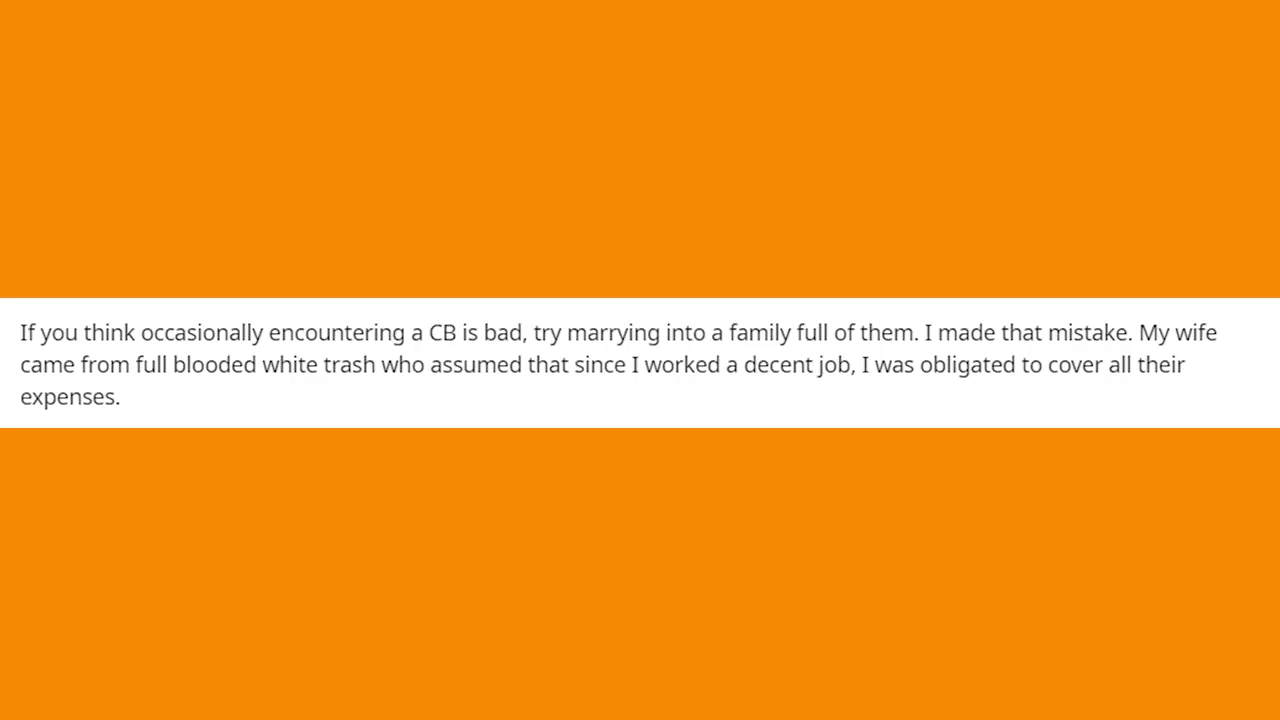 If you think occasionally encountering a CB is bad, try marrying into a family full of them. I made that mistake. My wife
came from full blooded white trash who assumed that since I worked a decent job, I was obligated to cover all their
expenses.